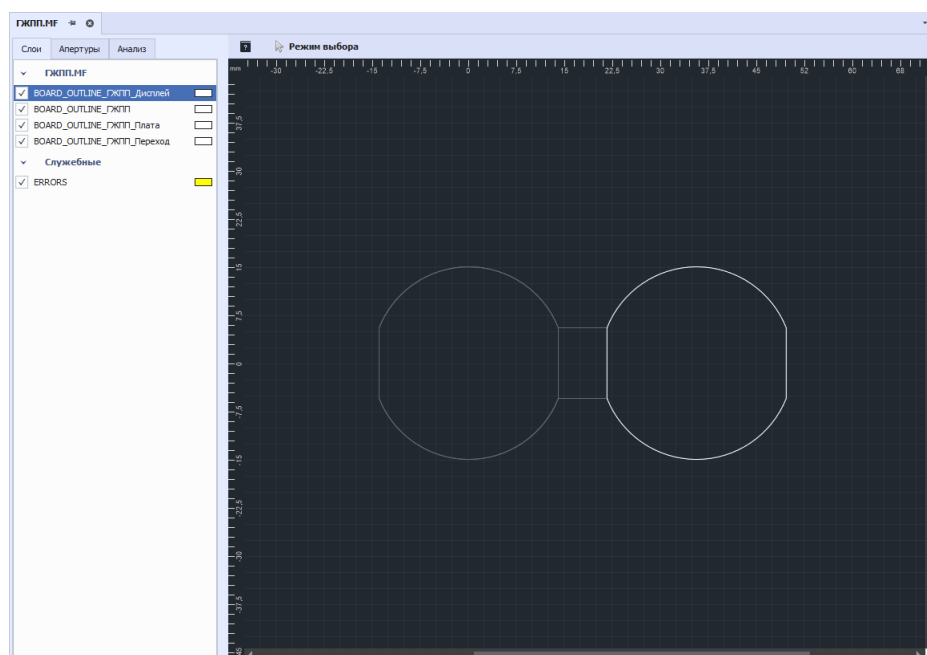 ГЖПП.MF
Слои Апертуры Анализ
? Режим выбора
mm -30 -22,5 -15 -7,5 0 7,5 15 22,5 30 37,5 45 52 60 68
ГЖПП.MF
BOARD_OUTLINE_ГЖПП_Дисплей
BOARD_OUTLINE_ГЖПП
BOARD_OUTLINE_ГЖПП_Плата
BOARD_OUTLINE_ГЖПП_Переход
Служебные
ERRORS
37,5
30
22,5
15
7,5
0
-7,5
-15
-22,5
-30
-37,5
-45